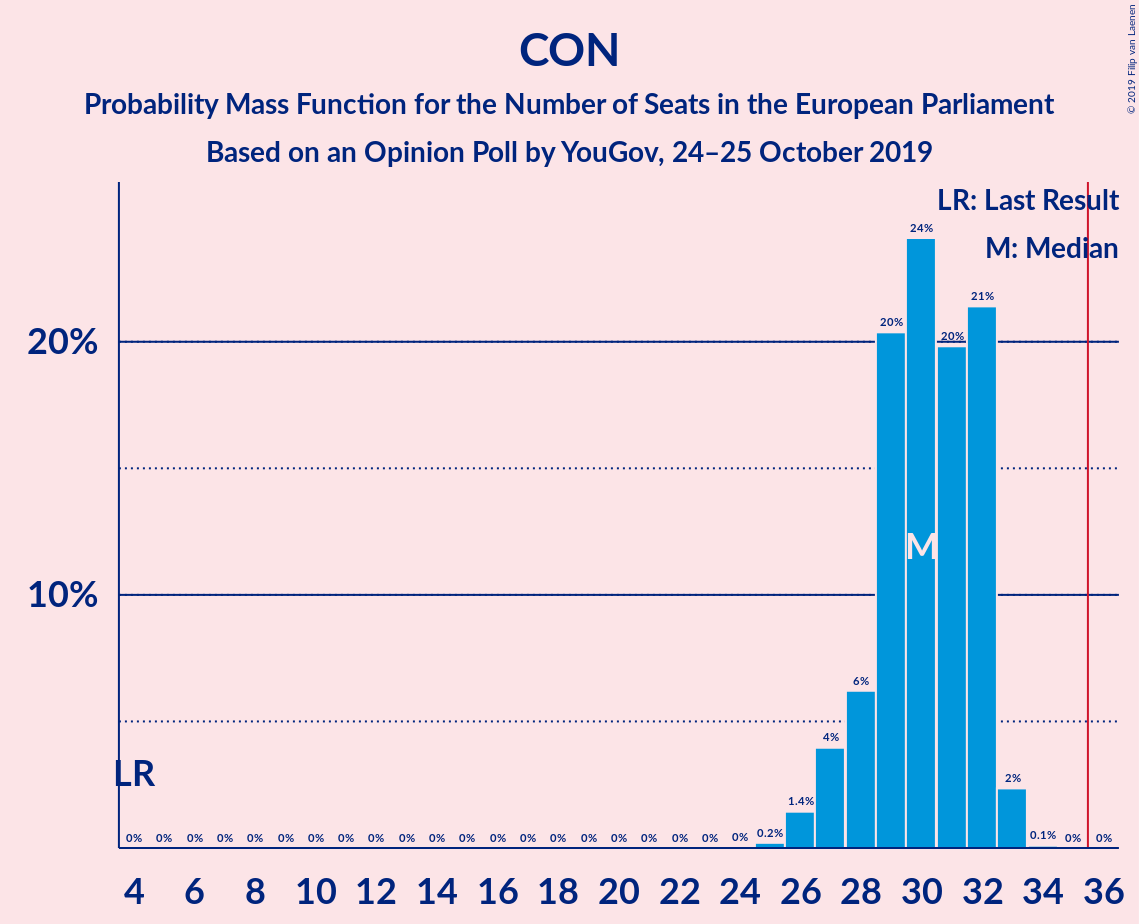 CON
Probability Mass Function for the Number of Seats in the European Parliament
Based on an Opinion Poll by YouGov, 24–25 October 2019
© 2019 Filip van Laenen
LR: Last Result
M: Median
20%
10%
LR
M
0% 0% 0% 0% 0% 0% 0% 0% 0% 0% 0% 0% 0% 0% 0% 0% 0% 0% 0% 0% 0% 0.2% 1.4% 4% 6% 20% 24% 20% 21% 2% 0.1% 0% 0%
4 6 8 10 12 14 16 18 20 22 24 26 28 30 32 34 36